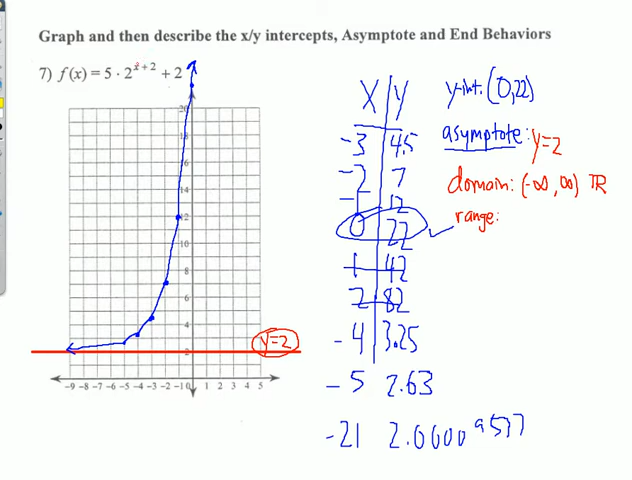 Graph and then describe the x/y intercepts, Asymptote and End Behaviors
7) f(x) = 5 · 2^{x+2} + 2
X Y
-3 4.5
-2 7
-1 12
0 22
1 42
2 82
-4 3.25
-5 2.63
-21 2.0000 9537
y-int. (0,22)
asymptote: y=2
domain: (-∞, ∞) ℝ
range:
20
18
16
14
12
10
8
6
4
2
y=2
-9 -8 -7 -6 -5 -4 -3 -2 -1 0 1 2 3 4 5